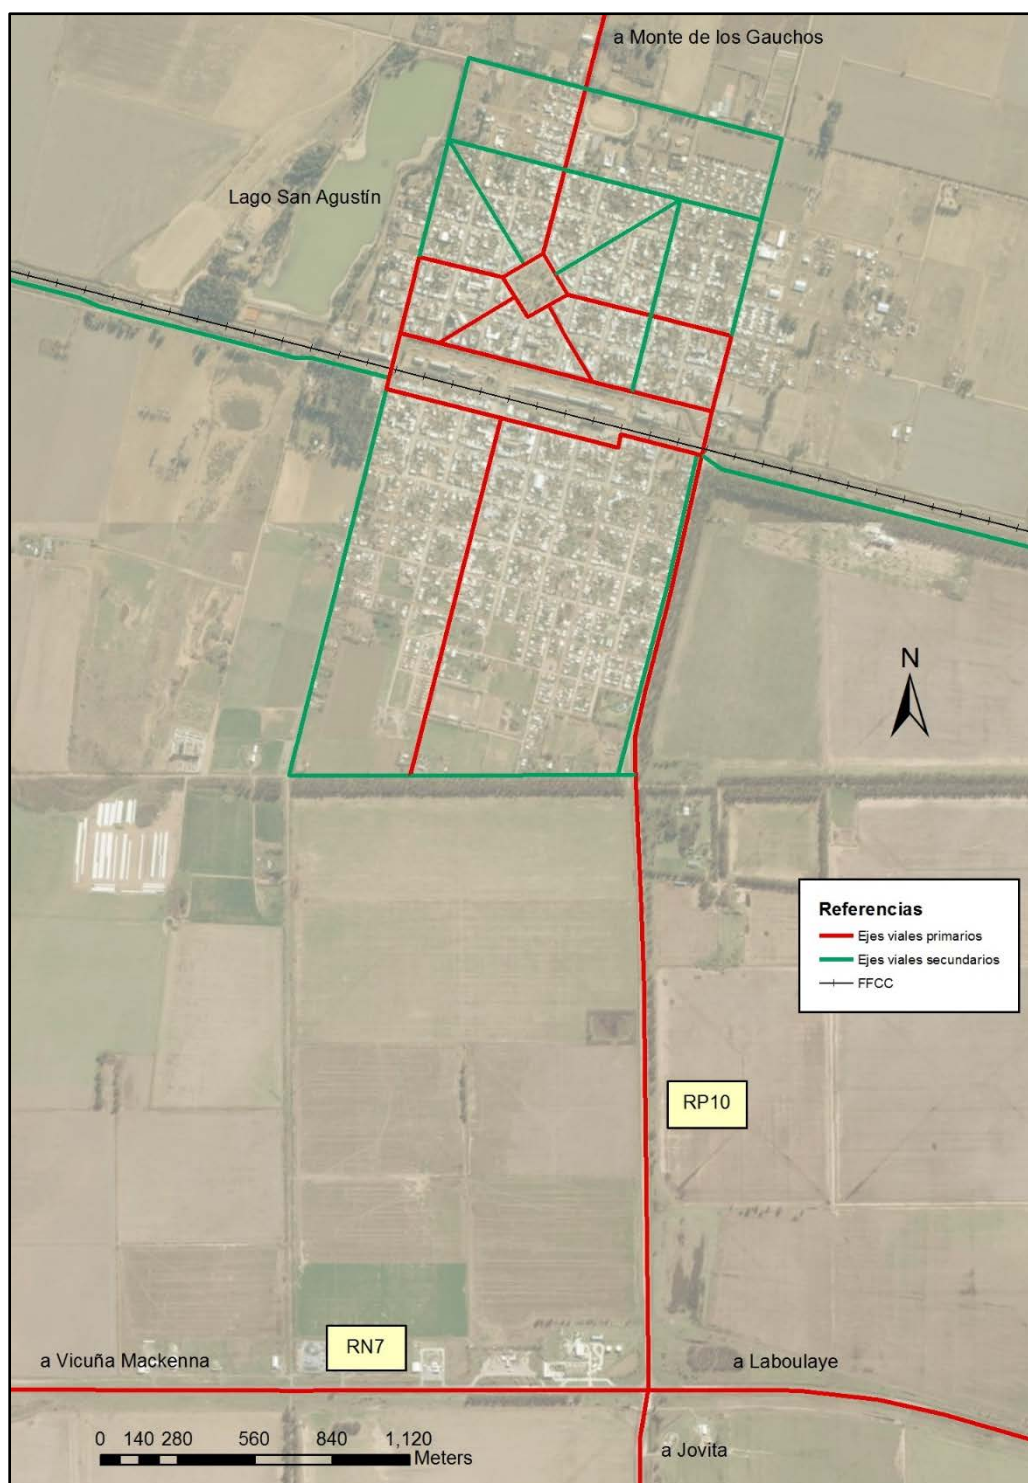 a Monte de los Gauchos
Lago San Agustín
N
Referencias
Ejes viales primarios
Ejes viales secundarios
FFCC
RP10
RN7
a Vicuña Mackenna
a Laboulaye
0 140 280 560 840 1,120
Meters
a Jovita